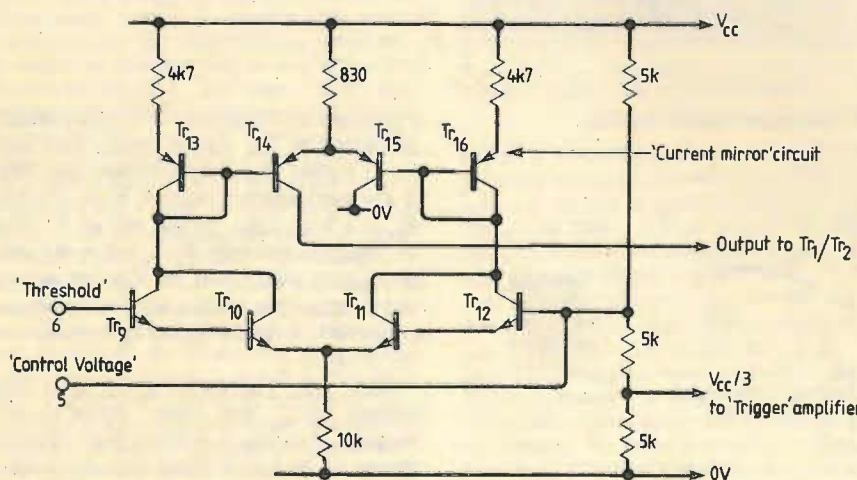 Vcc
4k7
830
4k7
5k
Tr13
Tr14
Tr15
Tr16
'Current mirror' circuit
0V
Output to Tr1/Tr2
'Threshold'
6
Tr9
Tr10
Tr11
Tr12
5k
'Control Voltage'
5
Vcc/3
to 'Trigger' amplifier
10k
5k
0V